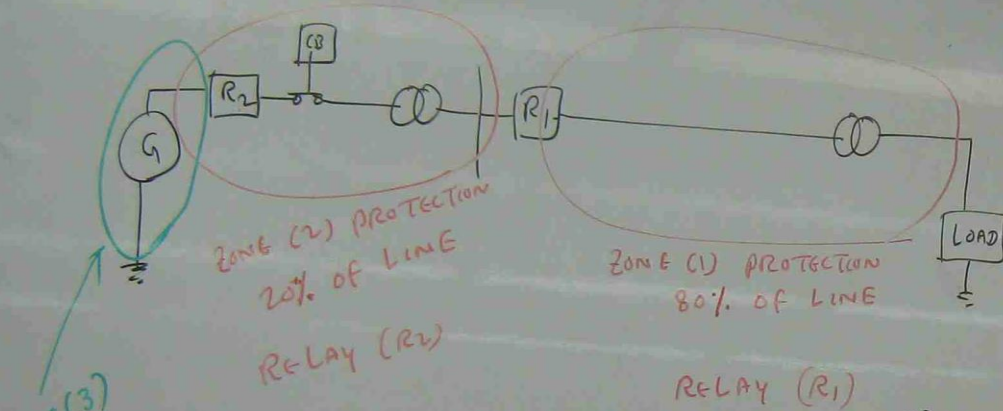 CB
R2
R1
G
LOAD
ZONE (2) PROTECTION
20% OF LINE
RELAY (R2)
ZONE (1) PROTECTION
80% OF LINE
RELAY (R1)
(3)